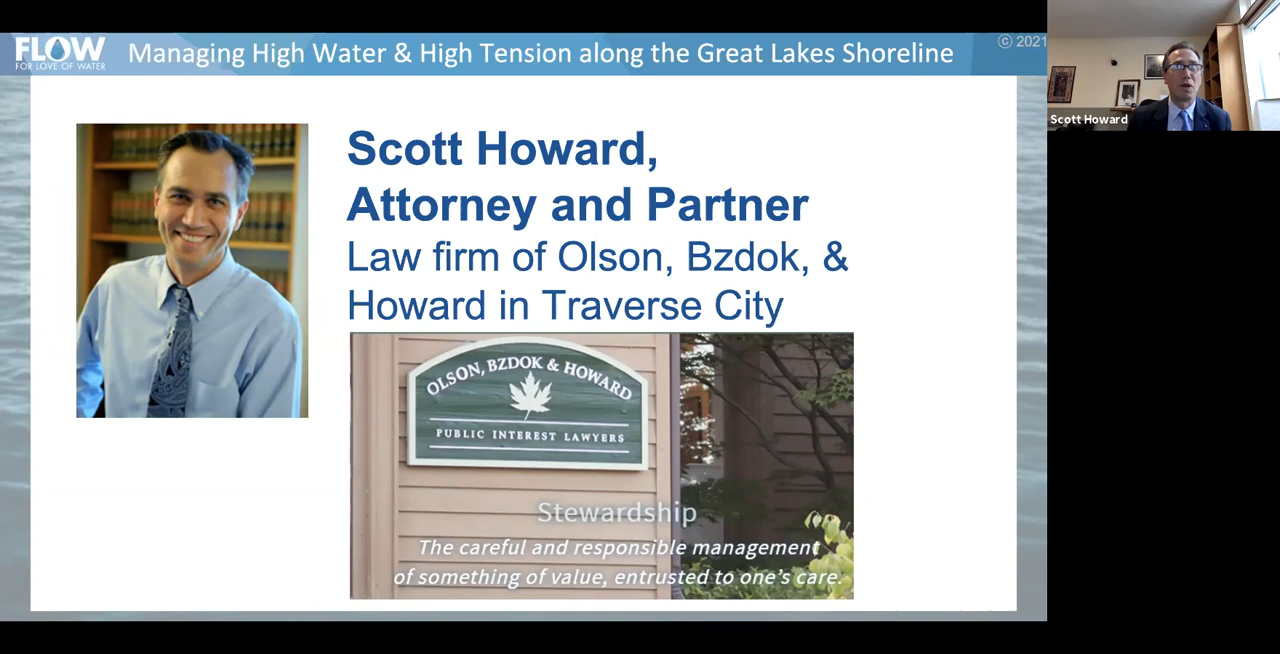 FLOW
FOR LOVE OF WATER
Managing High Water & High Tension along the Great Lakes Shoreline
© 2021
Scott Howard
Scott Howard,
Attorney and Partner
Law firm of Olson, Bzdok, &
Howard in Traverse City
OLSON, BZDOK & HOWARD
PUBLIC INTEREST LAWYERS
Stewardship
The careful and responsible management
of something of value, entrusted to one's care.